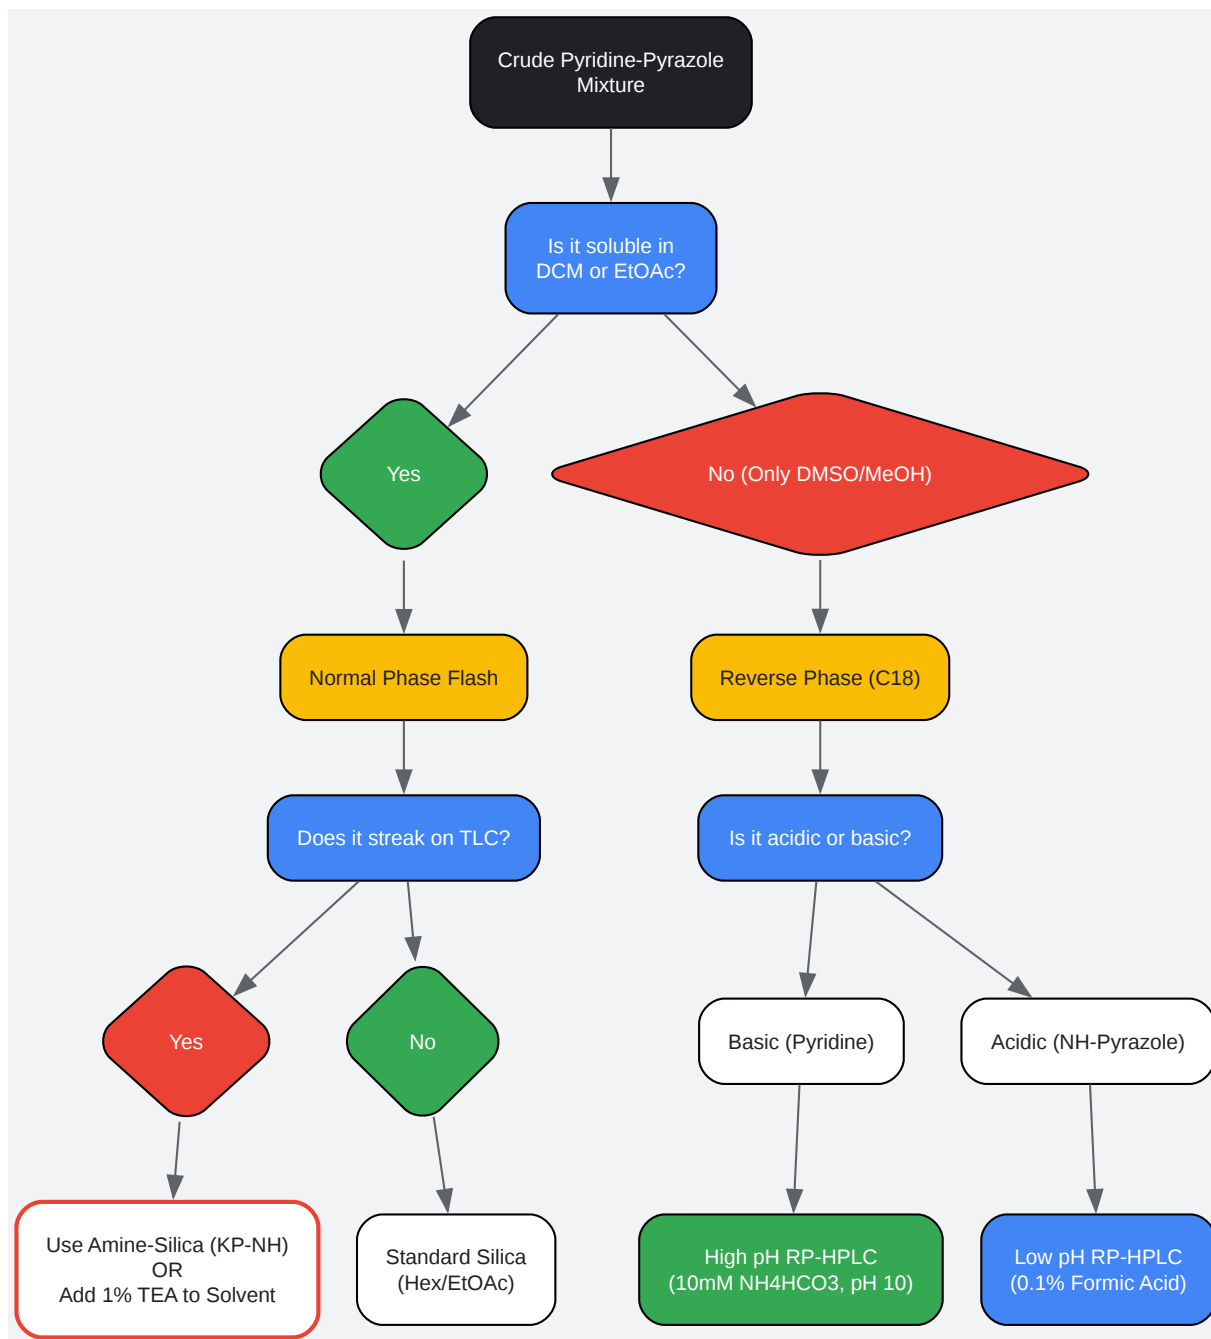 Crude Pyridine-Pyrazole
Mixture
Is it soluble in
DCM or EtOAc?
Yes
No (Only DMSO/MeOH)
Normal Phase Flash
Reverse Phase (C18)
Does it streak on TLC?
Is it acidic or basic?
Yes
No
Basic (Pyridine)
Acidic (NH-Pyrazole)
Use Amine-Silica (KP-NH)
OR
Add 1% TEA to Solvent
Standard Silica
(Hex/EtOAc)
High pH RP-HPLC
(10mM NH4HCO3, pH 10)
Low pH RP-HPLC
(0.1% Formic Acid)